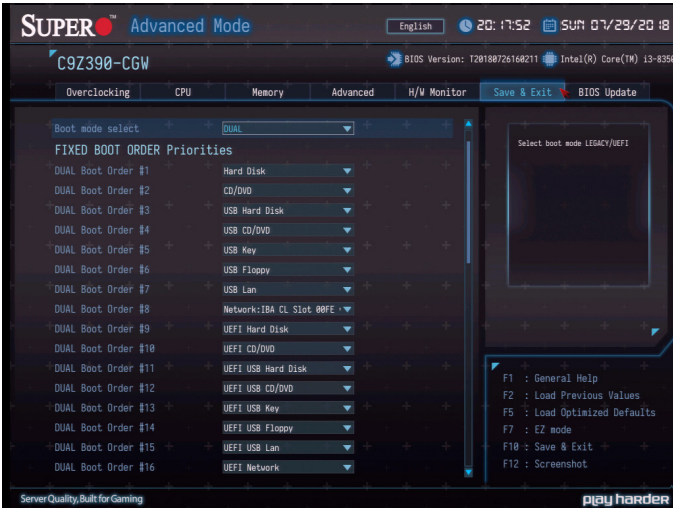 SUPER™ Advanced Mode
English
20:17:52
SUN 07/29/2018
C9Z390-CGW
BIOS Version: T20180726160211
Intel(R) Core(TM) i3-835
Overclocking CPU Memory Advanced H/W Monitor Save & Exit BIOS Update
Boot mode select DUAL
FIXED BOOT ORDER Priorities
DUAL Boot Order #1 Hard Disk
DUAL Boot Order #2 CD/DVD
DUAL Boot Order #3 USB Hard Disk
DUAL Boot Order #4 USB CD/DVD
DUAL Boot Order #5 USB Key
DUAL Boot Order #6 USB Floppy
DUAL Boot Order #7 USB Lan
DUAL Boot Order #8 Network:IBA CL Slot 00FE
DUAL Boot Order #9 UEFI Hard Disk
DUAL Boot Order #10 UEFI CD/DVD
DUAL Boot Order #11 UEFI USB Hard Disk
DUAL Boot Order #12 UEFI USB CD/DVD
DUAL Boot Order #13 UEFI USB Key
DUAL Boot Order #14 UEFI USB Floppy
DUAL Boot Order #15 UEFI USB Lan
DUAL Boot Order #16 UEFI Network
Select boot mode LEGACY/UEFI
F1 : General Help
F2 : Load Previous Values
F5 : Load Optimized Defaults
F7 : EZ mode
F10 : Save & Exit
F12 : Screenshot
Server Quality, Built for Gaming
play harder